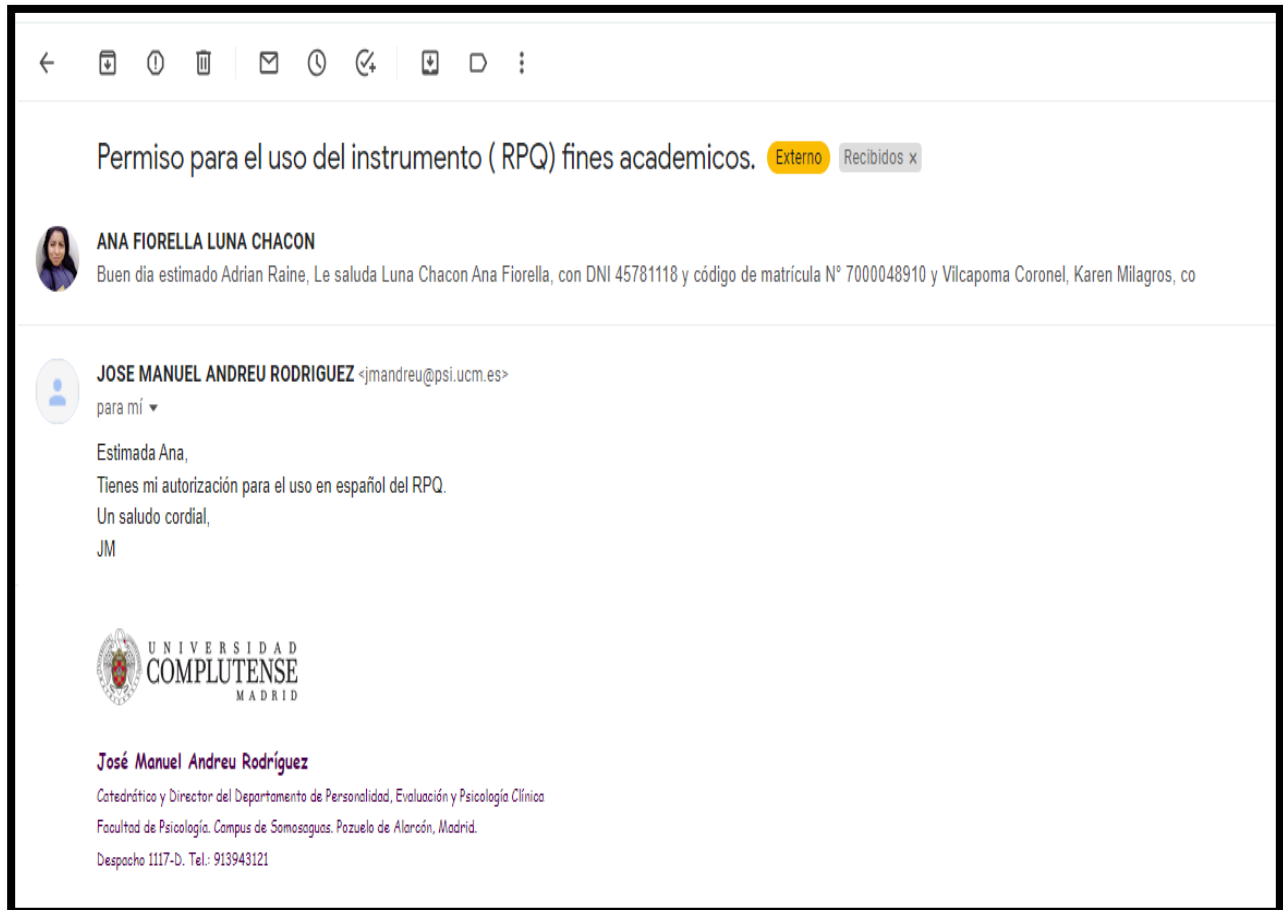 Permiso para el uso del instrumento ( RPQ) fines academicos. Externo Recibidos x
ANA FIORELLA LUNA CHACON
Buen dia estimado Adrian Raine, Le saluda Luna Chacon Ana Fiorella, con DNI 45781118 y código de matrícula N° 7000048910 y Vilcapoma Coronel, Karen Milagros, co
JOSE MANUEL ANDREU RODRIGUEZ <jmandreu@psi.ucm.es>
para mí
Estimada Ana,
Tienes mi autorización para el uso en español del RPQ.
Un saludo cordial,
JM
UNIVERSIDAD
COMPLUTENSE
MADRID
José Manuel Andreu Rodríguez
Catedrático y Director del Departamento de Personalidad, Evaluación y Psicología Clínica
Facultad de Psicología. Campus de Somosaguas. Pozuelo de Alarcón, Madrid.
Despacho 1117-D. Tel.: 913943121